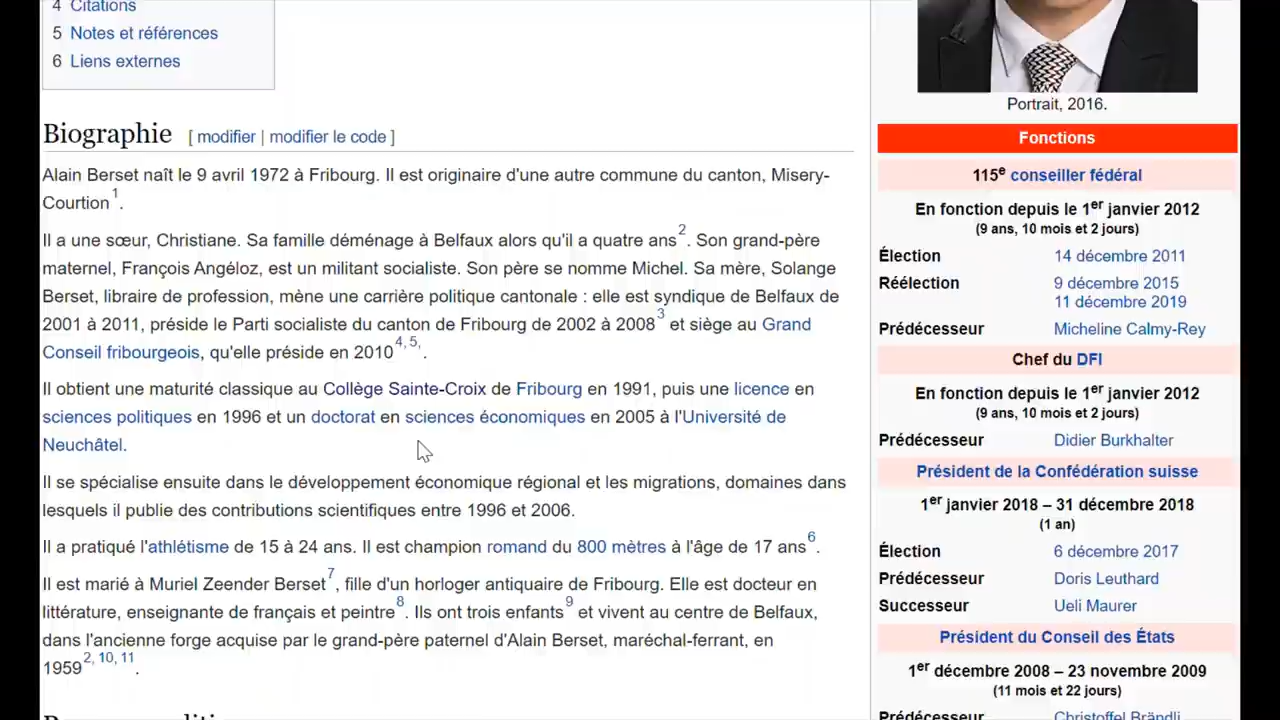 4 Citations
5 Notes et références
6 Liens externes
Biographie [ modifier | modifier le code ]
Alain Berset naît le 9 avril 1972 à Fribourg. Il est originaire d'une autre commune du canton, Misery-
Courtion 1.
Il a une sœur, Christiane. Sa famille déménage à Belfaux alors qu'il a quatre ans 2. Son grand-père
maternel, François Angéloz, est un militant socialiste. Son père se nomme Michel. Sa mère, Solange
Berset, libraire de profession, mène une carrière politique cantonale : elle est syndique de Belfaux de
2001 à 2011, préside le Parti socialiste du canton de Fribourg de 2002 à 2008 3 et siège au Grand
Conseil fribourgeois, qu'elle préside en 2010 4, 5,.
Il obtient une maturité classique au Collège Sainte-Croix de Fribourg en 1991, puis une licence en
sciences politiques en 1996 et un doctorat en sciences économiques en 2005 à l'Université de
Neuchâtel.
Il se spécialise ensuite dans le développement économique régional et les migrations, domaines dans
lesquels il publie des contributions scientifiques entre 1996 et 2006.
Il a pratiqué l'athlétisme de 15 à 24 ans. Il est champion romand du 800 mètres à l'âge de 17 ans 6.
Il est marié à Muriel Zeender Berset 7, fille d'un horloger antiquaire de Fribourg. Elle est docteur en
littérature, enseignante de français et peintre 8. Ils ont trois enfants 9 et vivent au centre de Belfaux,
dans l'ancienne forge acquise par le grand-père paternel d'Alain Berset, maréchal-ferrant, en
1959 2, 10, 11.
Portrait, 2016.
Fonctions
115e conseiller fédéral
En fonction depuis le 1er janvier 2012
(9 ans, 10 mois et 2 jours)
Élection 14 décembre 2011
Réélection 9 décembre 2015
11 décembre 2019
Prédécesseur Micheline Calmy-Rey
Chef du DFI
En fonction depuis le 1er janvier 2012
(9 ans, 10 mois et 2 jours)
Prédécesseur Didier Burkhalter
Président de la Confédération suisse
1er janvier 2018 – 31 décembre 2018
(1 an)
Élection 6 décembre 2017
Prédécesseur Doris Leuthard
Successeur Ueli Maurer
Président du Conseil des États
1er décembre 2008 – 23 novembre 2009
(11 mois et 22 jours)
Prédécesseur Christoffel Brändli